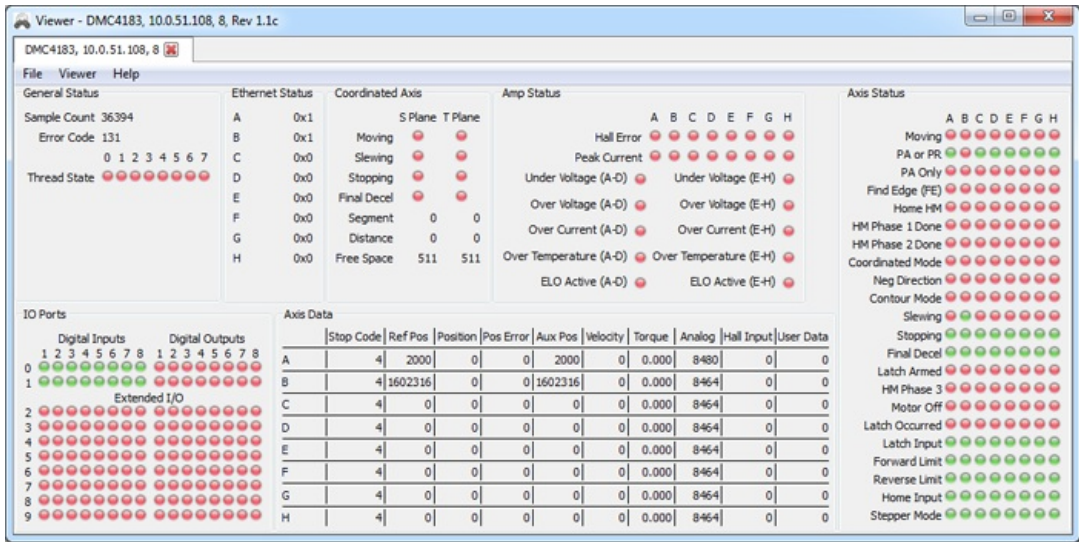 Viewer - DMC4183, 10.0.51.108, 8, Rev 1.1c
DMC4183, 10.0.51.108, 8
File Viewer Help
General Status
Sample Count 36394
Error Code 131
0 1 2 3 4 5 6 7
Thread State
Ethernet Status
A 0x1
B 0x1
C 0x0
D 0x0
E 0x0
F 0x0
G 0x0
H 0x0
Coordinated Axis
S Plane T Plane
Moving
Slewing
Stopping
Final Decel
Segment 0 0
Distance 0 0
Free Space 511 511
Amp Status
A B C D E F G H
Hall Error
Peak Current
Under Voltage (A-D) Under Voltage (E-H)
Over Voltage (A-D) Over Voltage (E-H)
Over Current (A-D) Over Current (E-H)
Over Temperature (A-D) Over Temperature (E-H)
ELO Active (A-D) ELO Active (E-H)
Axis Status
A B C D E F G H
Moving
PA or PR
PA Only
Find Edge (FE)
Home HM
HM Phase 1 Done
HM Phase 2 Done
Coordinated Mode
Neg Direction
Contour Mode
Slewing
Stopping
Final Decel
Latch Armed
HM Phase 3
Motor Off
Latch Occurred
Latch Input
Forward Limit
Reverse Limit
Home Input
Stepper Mode
IO Ports
Digital Inputs Digital Outputs
1 2 3 4 5 6 7 8 1 2 3 4 5 6 7 8
0
1
Extended I/O
2
3
4
5
6
7
8
9
Axis Data
Stop Code Ref Pos Position Pos Error Aux Pos Velocity Torque Analog Hall Input User Data
A 4 2000 0 0 2000 0 0.000 8480 0 0
B 4 1602316 0 0 1602316 0 0.000 8464 0 0
C 4 0 0 0 0 0 0.000 8464 0 0
D 4 0 0 0 0 0 0.000 8464 0 0
E 4 0 0 0 0 0 0.000 8464 0 0
F 4 0 0 0 0 0 0.000 8464 0 0
G 4 0 0 0 0 0 0.000 8464 0 0
H 4 0 0 0 0 0 0.000 8464 0 0